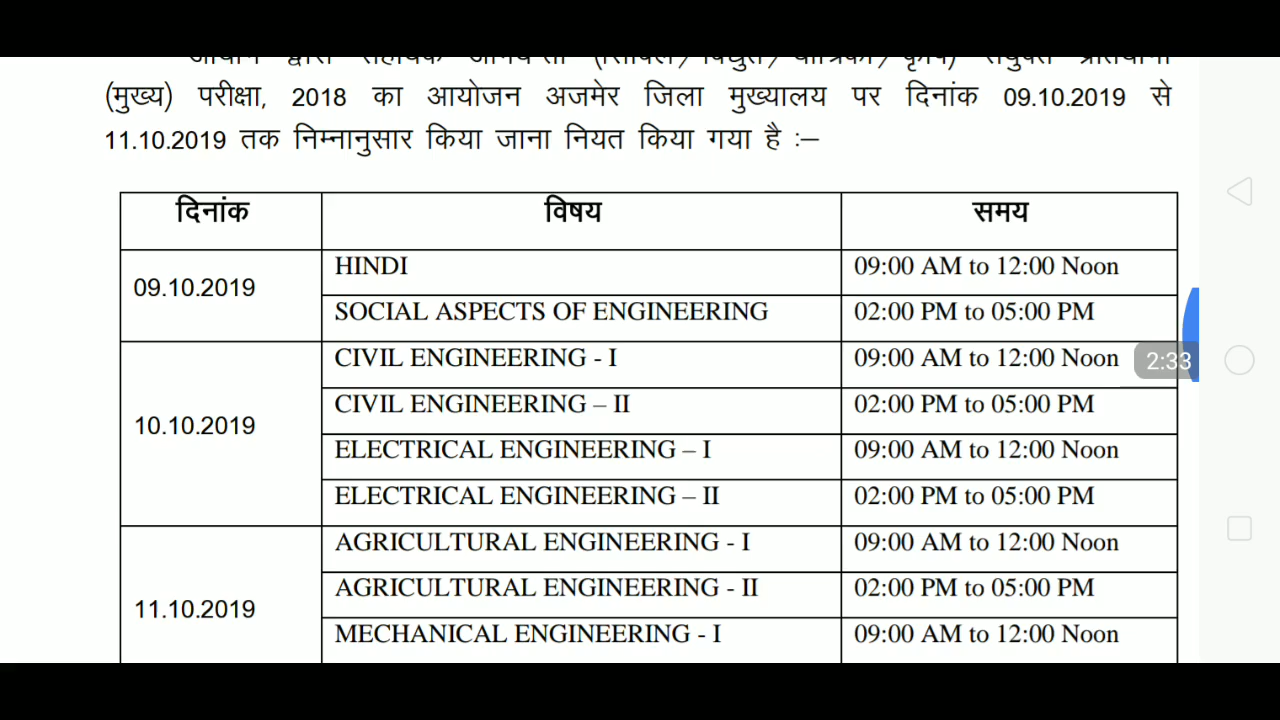 (मुख्य) परीक्षा, 2018 का आयोजन अजमेर जिला मुख्यालय पर दिनांक 09.10.2019 से
11.10.2019 तक निम्नानुसार किया जाना नियत किया गया है :–
दिनांक विषय समय
09.10.2019
HINDI 09:00 AM to 12:00 Noon
SOCIAL ASPECTS OF ENGINEERING 02:00 PM to 05:00 PM
10.10.2019
CIVIL ENGINEERING - I 09:00 AM to 12:00 Noon
2:33
CIVIL ENGINEERING – II 02:00 PM to 05:00 PM
ELECTRICAL ENGINEERING – I 09:00 AM to 12:00 Noon
ELECTRICAL ENGINEERING – II 02:00 PM to 05:00 PM
11.10.2019
AGRICULTURAL ENGINEERING - I 09:00 AM to 12:00 Noon
AGRICULTURAL ENGINEERING - II 02:00 PM to 05:00 PM
MECHANICAL ENGINEERING - I 09:00 AM to 12:00 Noon